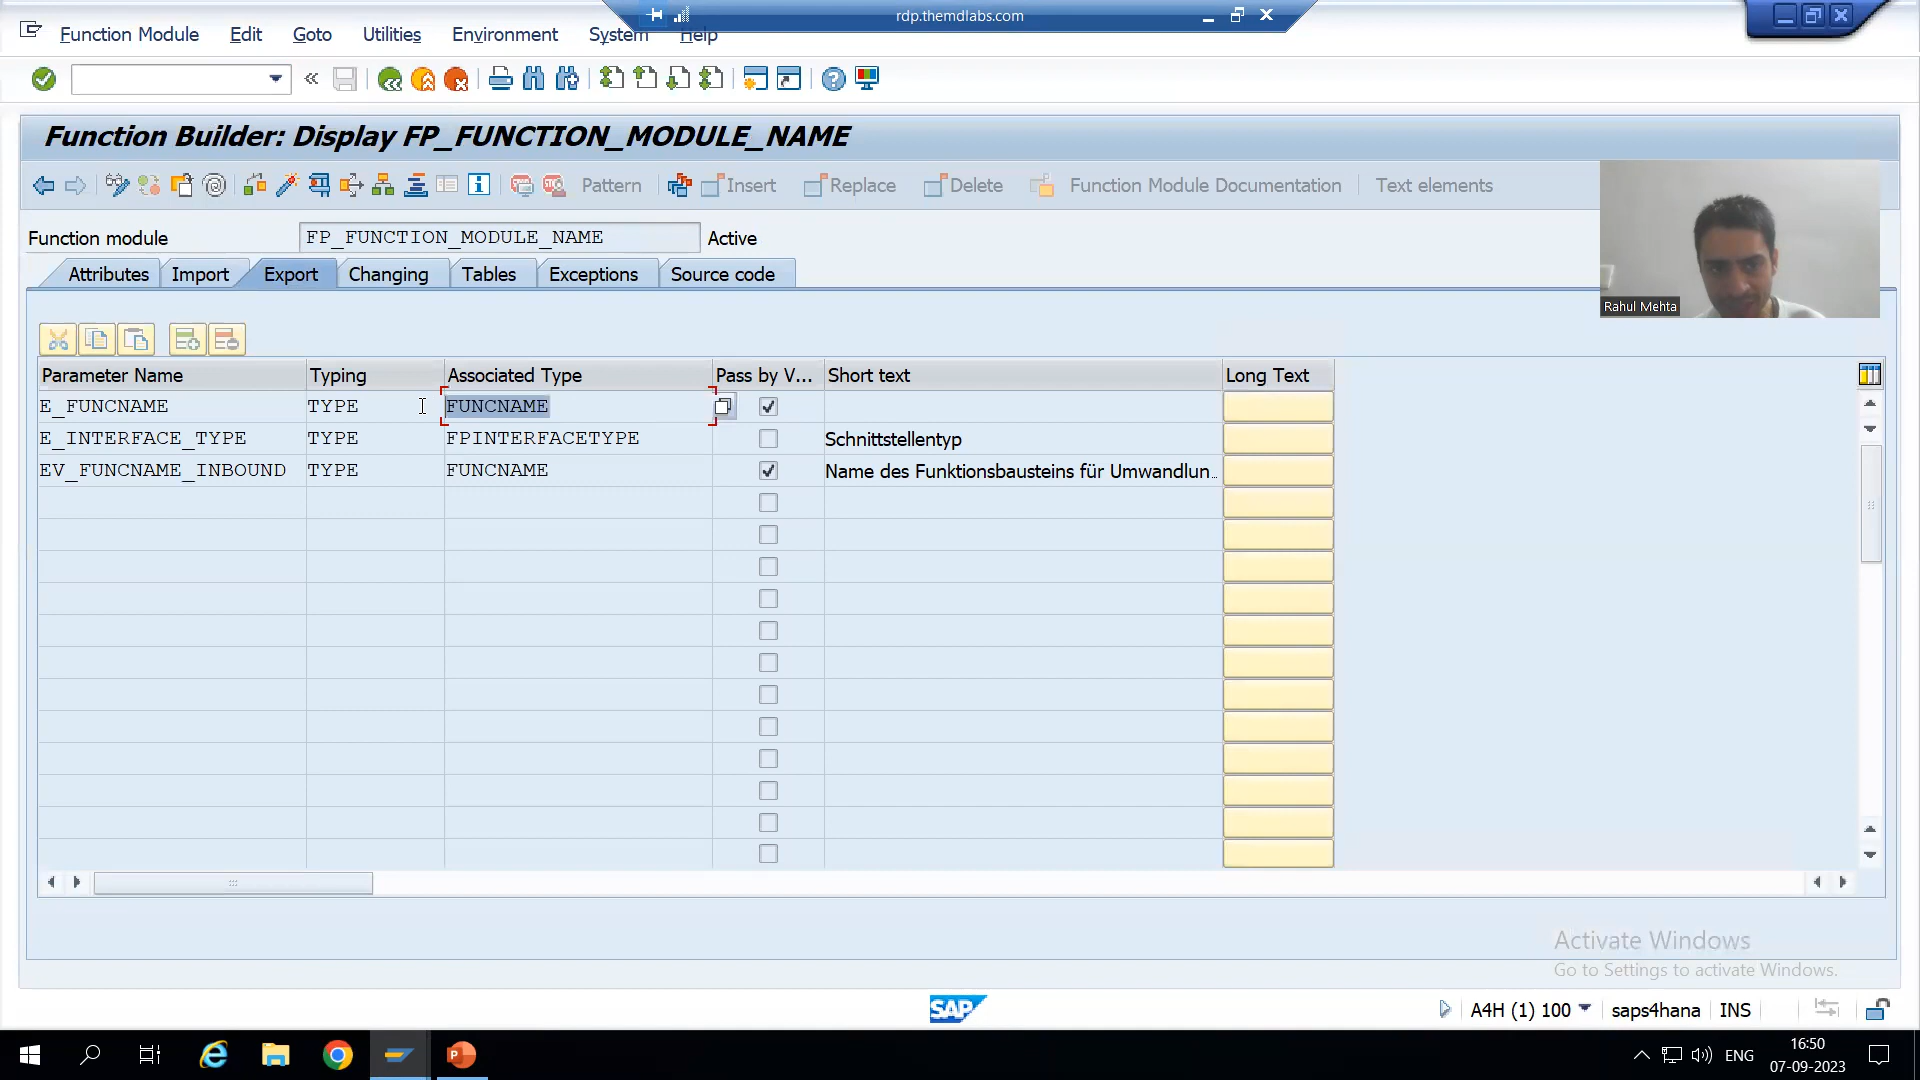 rdp.themdlabs.com
Function Module Edit Goto Utilities Environment System Help
Function Builder: Display FP_FUNCTION_MODULE_NAME
Pattern Insert Replace Delete Function Module Documentation Text elements
Function module FP_FUNCTION_MODULE_NAME Active
Attributes Import Export Changing Tables Exceptions Source code
Rahul Mehta
Parameter Name Typing Associated Type Pass by V... Short text Long Text
E_FUNCNAME TYPE FUNCNAME
E_INTERFACE_TYPE TYPE FPINTERFACETYPE Schnittstellentyp
EV_FUNCNAME_INBOUND TYPE FUNCNAME Name des Funktionsbausteins für Umwandlun..
Activate Windows
Go to Settings to activate Windows.
SAP A4H (1) 100 saps4hana INS
ENG 16:50
07-09-2023